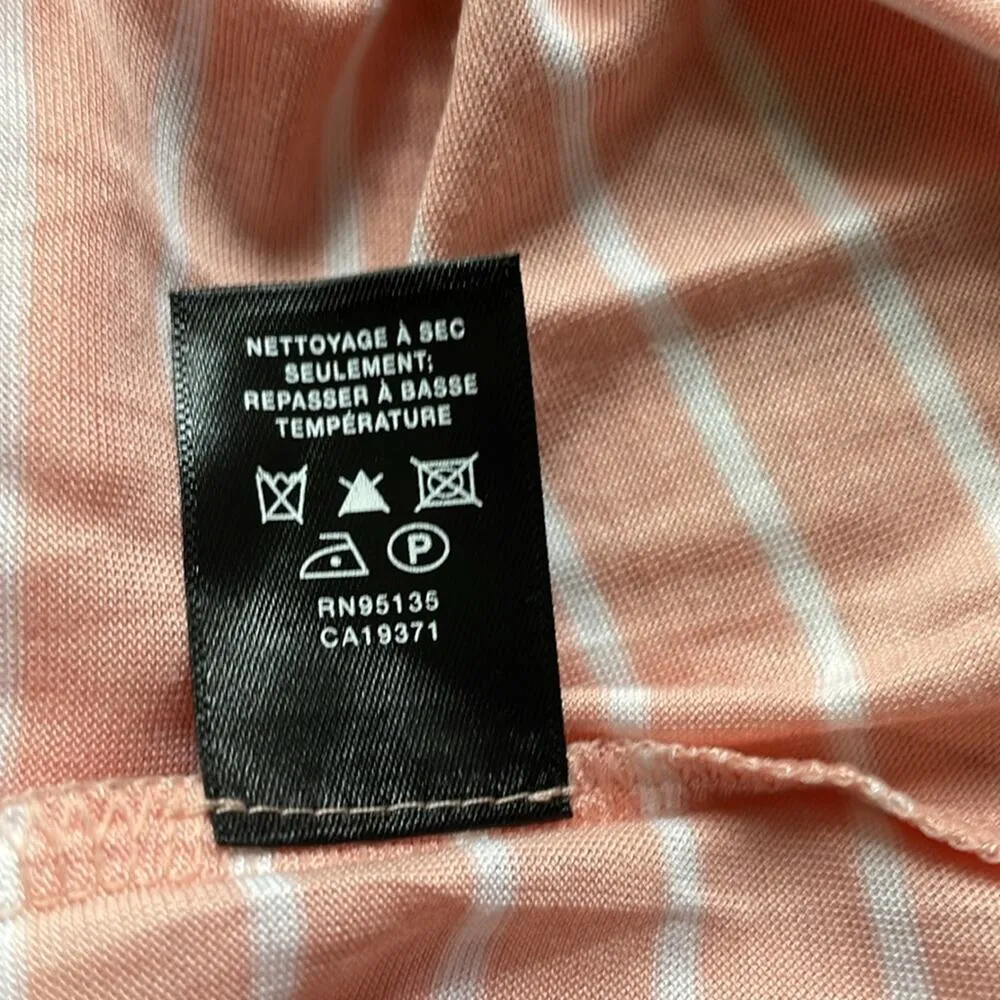 NETTOYAGE À SEC
SEULEMENT;
REPASSER À BASSE
TEMPÉRATURE
P
RN95135
CA19371